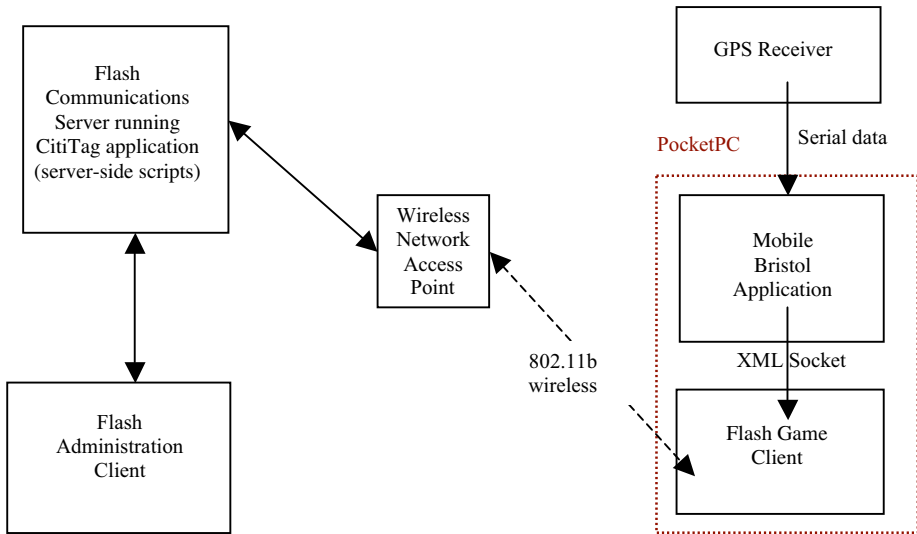 Flash
Communications
Server running
CitiTag application
(server-side scripts)
Flash
Administration
Client
Wireless
Network
Access
Point
802.11b
wireless
GPS Receiver
Serial data
PocketPC
Mobile
Bristol
Application
XML Socket
Flash Game
Client